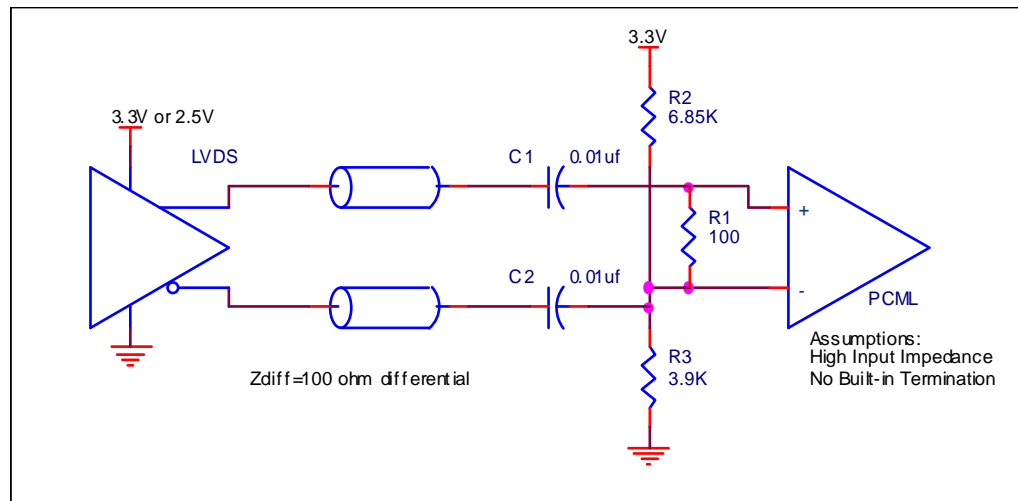 3.3V
R2
6.85K
3.3V or 2.5V
LVDS
C1 0.01uf
+
R1
100
C2 0.01uf
-
PCML
Assumptions:
High Input Impedance
No Built-in Termination
R3
3.9K
Zdiff=100 ohm differential